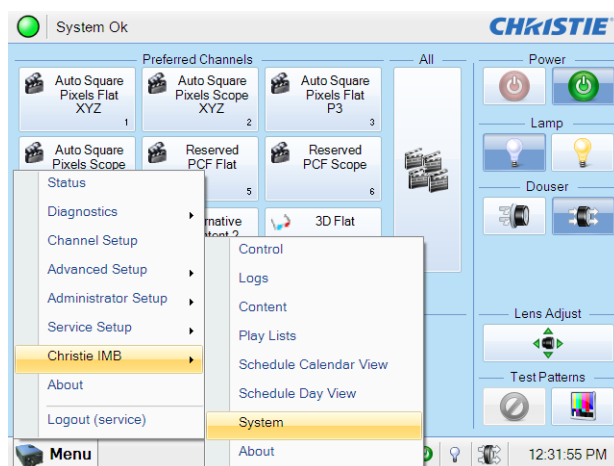 System Ok
CHRISTIE
Preferred Channels
All
Power
Auto Square
Pixels Flat
XYZ
1
Auto Square
Pixels Scope
XYZ
2
Auto Square
Pixels Flat
P3
3
Lamp
Auto Square
Pixels Scope
Reserved
PCF Flat
5
Reserved
PCF Scope
6
Douser
3D Flat
Status
Diagnostics
Channel Setup
Advanced Setup
Administrator Setup
Service Setup
Christie IMB
About
Logout (service)
Control
Logs
Content
Play Lists
Schedule Calendar View
Schedule Day View
System
About
Lens Adjust
Test Patterns
Menu
12:31:55 PM